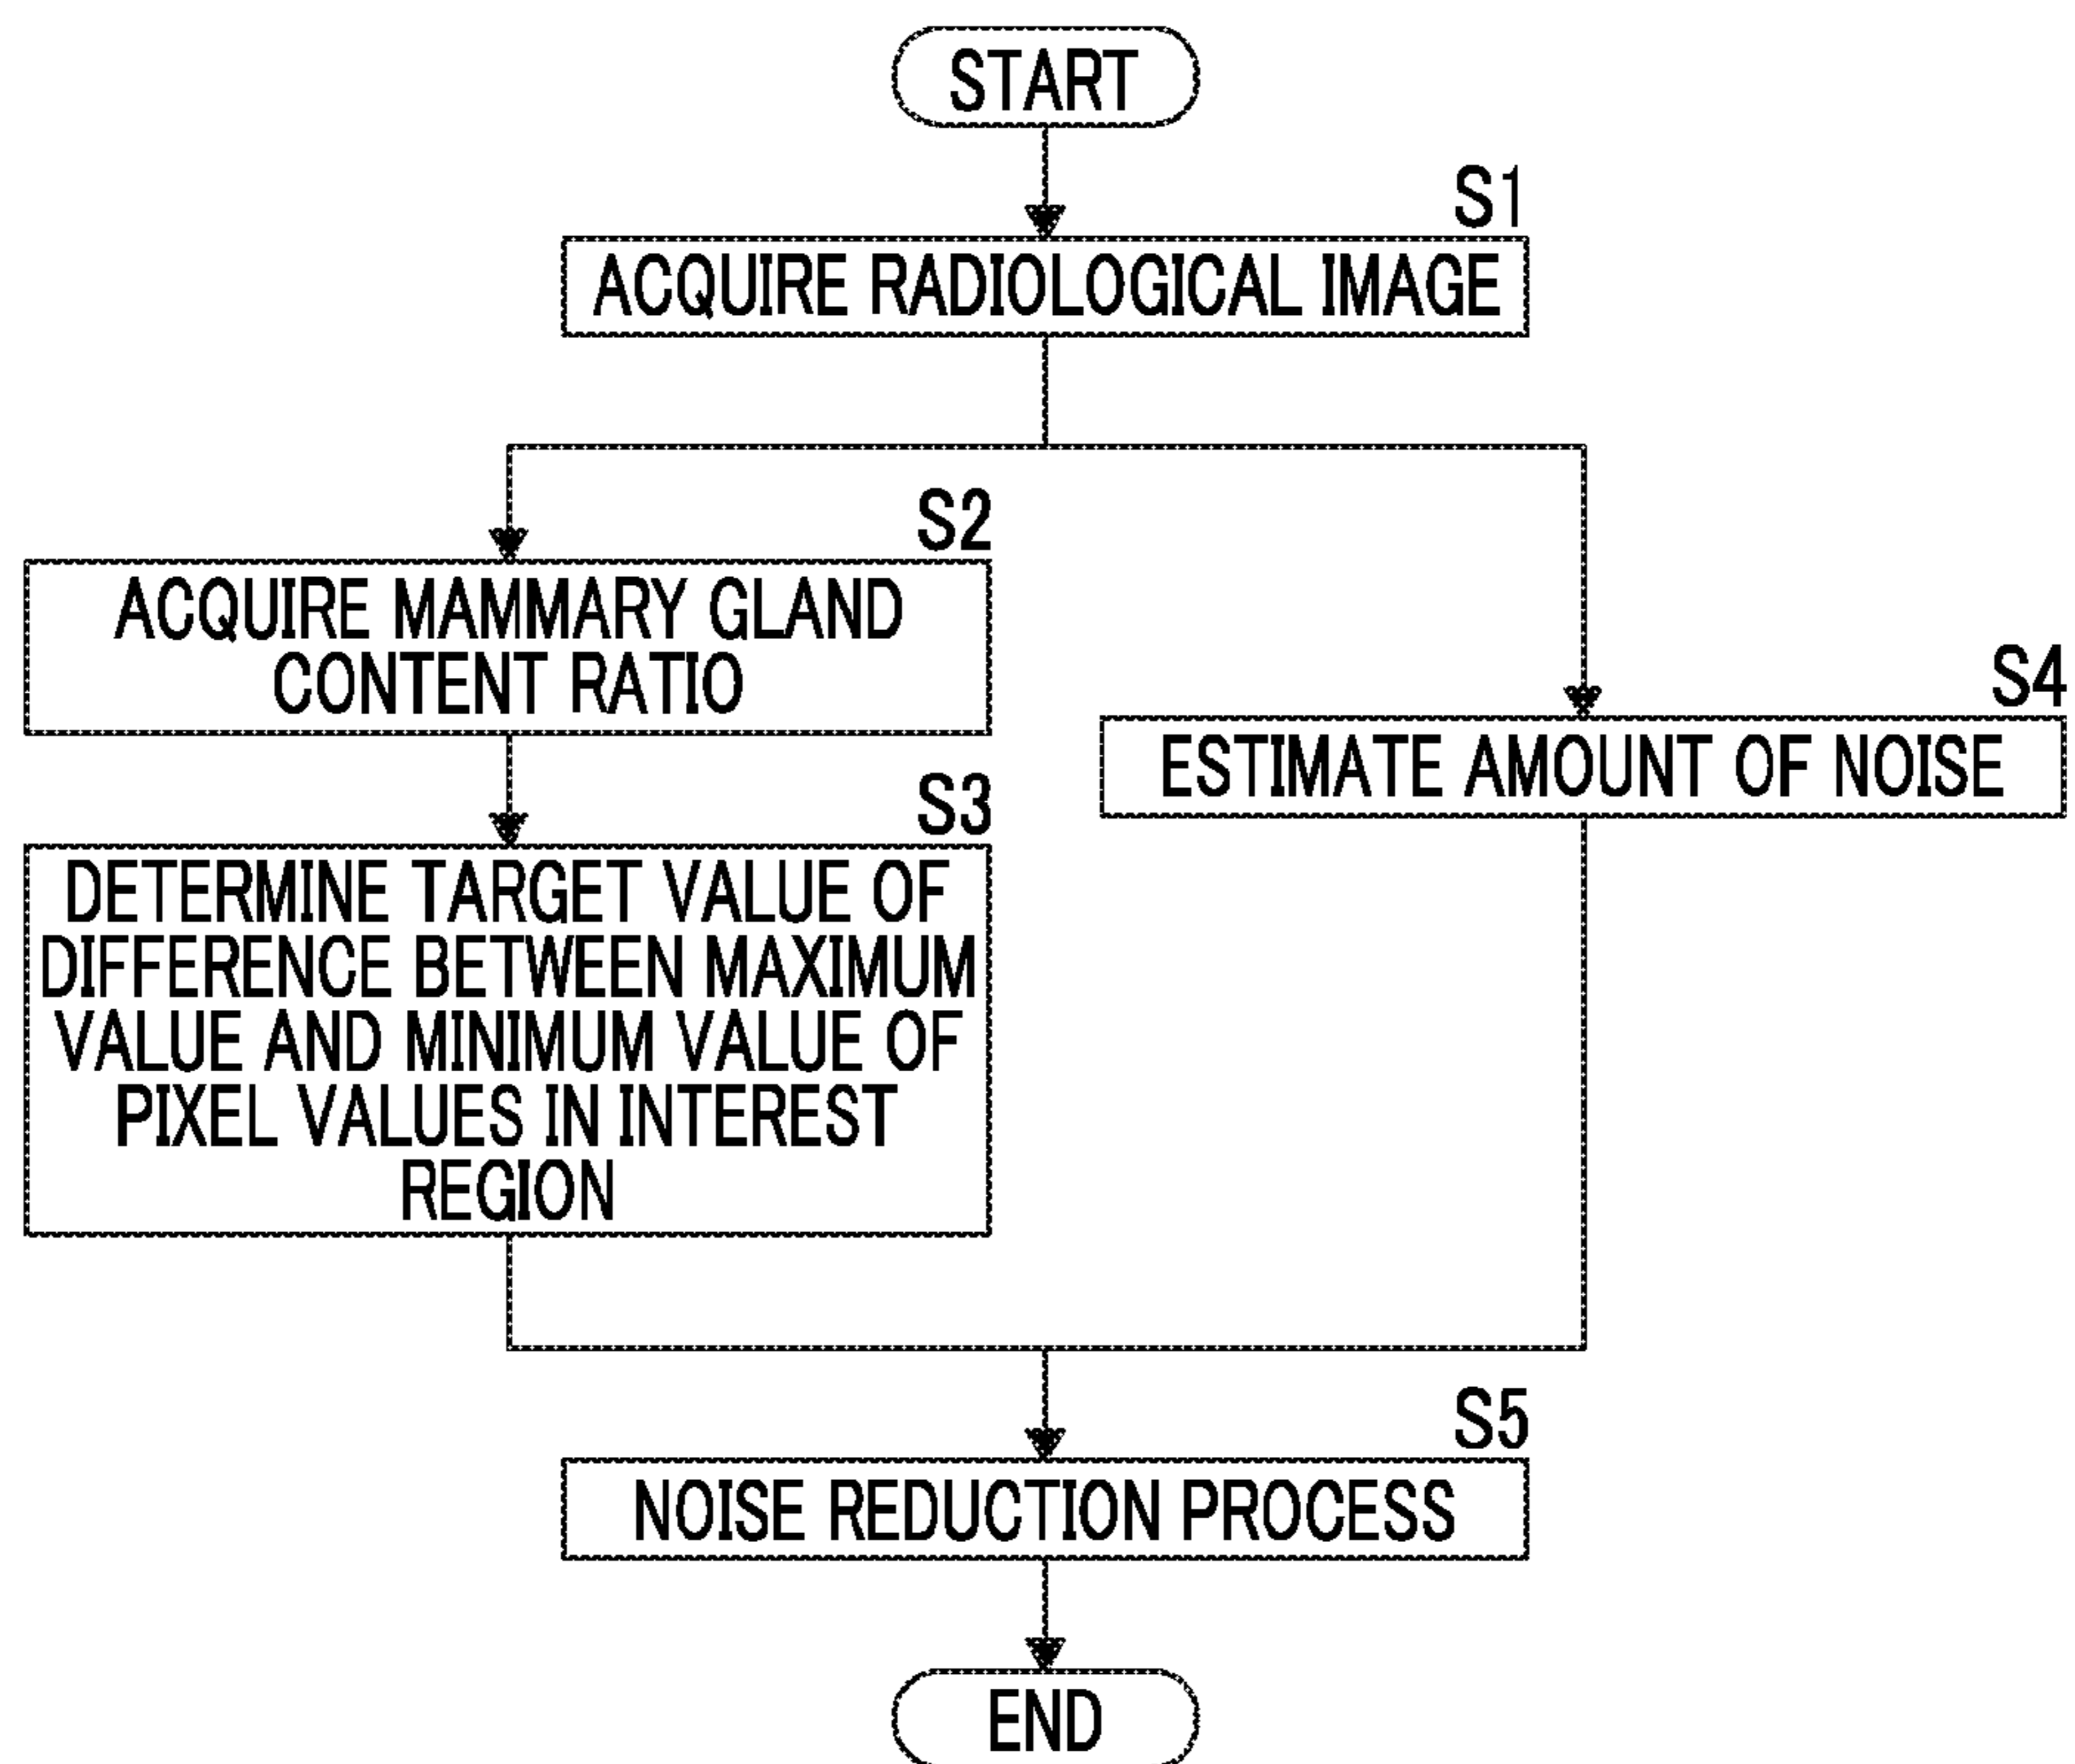 START
S1
ACQUIRE RADIOLOGICAL IMAGE
S2
ACQUIRE MAMMARY GLAND
CONTENT RATIO
S3
DETERMINE TARGET VALUE OF
DIFFERENCE BETWEEN MAXIMUM
VALUE AND MINIMUM VALUE OF
PIXEL VALUES IN INTEREST
REGION
S4
ESTIMATE AMOUNT OF NOISE
S5
NOISE REDUCTION PROCESS
END